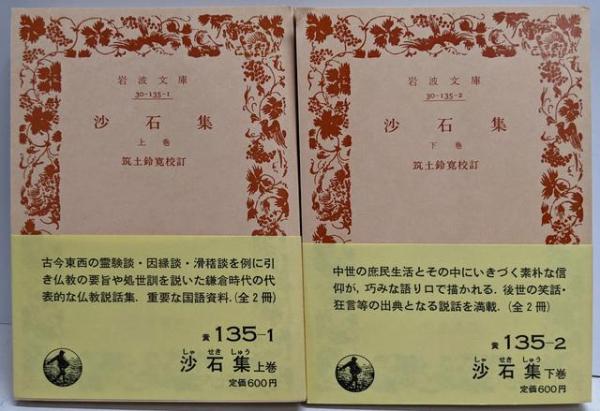 岩波文庫
30-135-1
沙石集
上巻
筑土鈴寛校訂
古今東西の霊験談・因縁談・滑稽談を例に引
き仏教の要旨や処世訓を説いた鎌倉時代の代
表的な仏教説話集．重要な国語資料．(全2冊)
黄 135-1
しゃ せき しゅう
沙石集 上巻
定価600円
岩波文庫
30-135-2
沙石集
下巻
筑土鈴寛校訂
中世の庶民生活とその中にいきづく素朴な信
仰が，巧みな語り口で描かれる．後世の笑話・
狂言等の出典となる説話を満載．(全2冊)
黄 135-2
しゃ せき しゅう
沙石集 下巻
定価600円